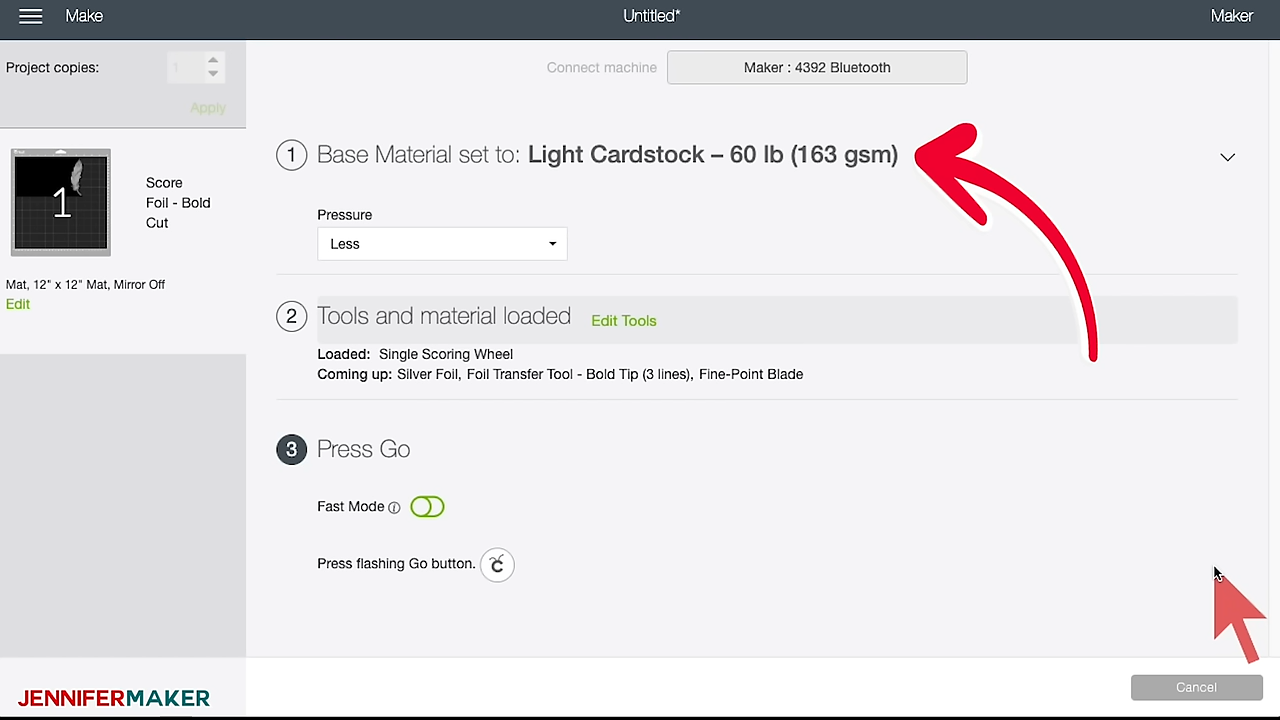 Make
Untitled*
Maker
Project copies:
1
Apply
Connect machine
Maker : 4392 Bluetooth
1
Score
Foil - Bold
Cut
Mat, 12" x 12" Mat, Mirror Off
Edit
1 Base Material set to: Light Cardstock – 60 lb (163 gsm)
Pressure
Less
2 Tools and material loaded Edit Tools
Loaded: Single Scoring Wheel
Coming up: Silver Foil, Foil Transfer Tool - Bold Tip (3 lines), Fine-Point Blade
3 Press Go
Fast Mode
Press flashing Go button.
JENNIFERMAKER
Cancel